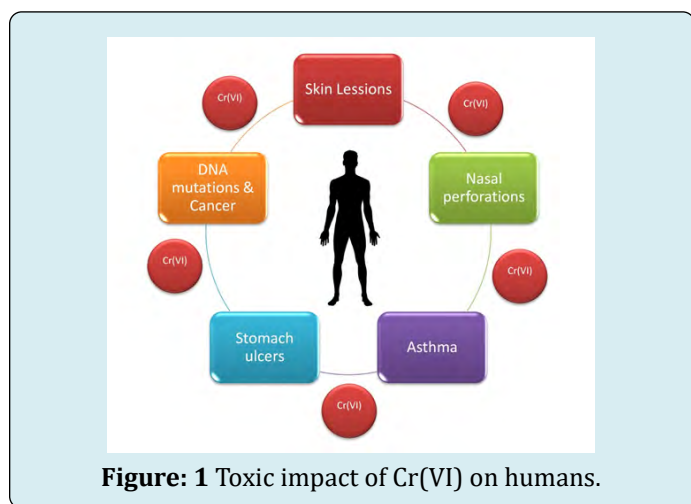 Cr(VI)
Skin Lessions
Cr(VI)
DNA
mutations &
Cancer
Nasal
perforations
Cr(VI)
Cr(VI)
Stomach
ulcers
Asthma
Cr(VI)
Figure: 1 Toxic impact of Cr(VI) on humans.